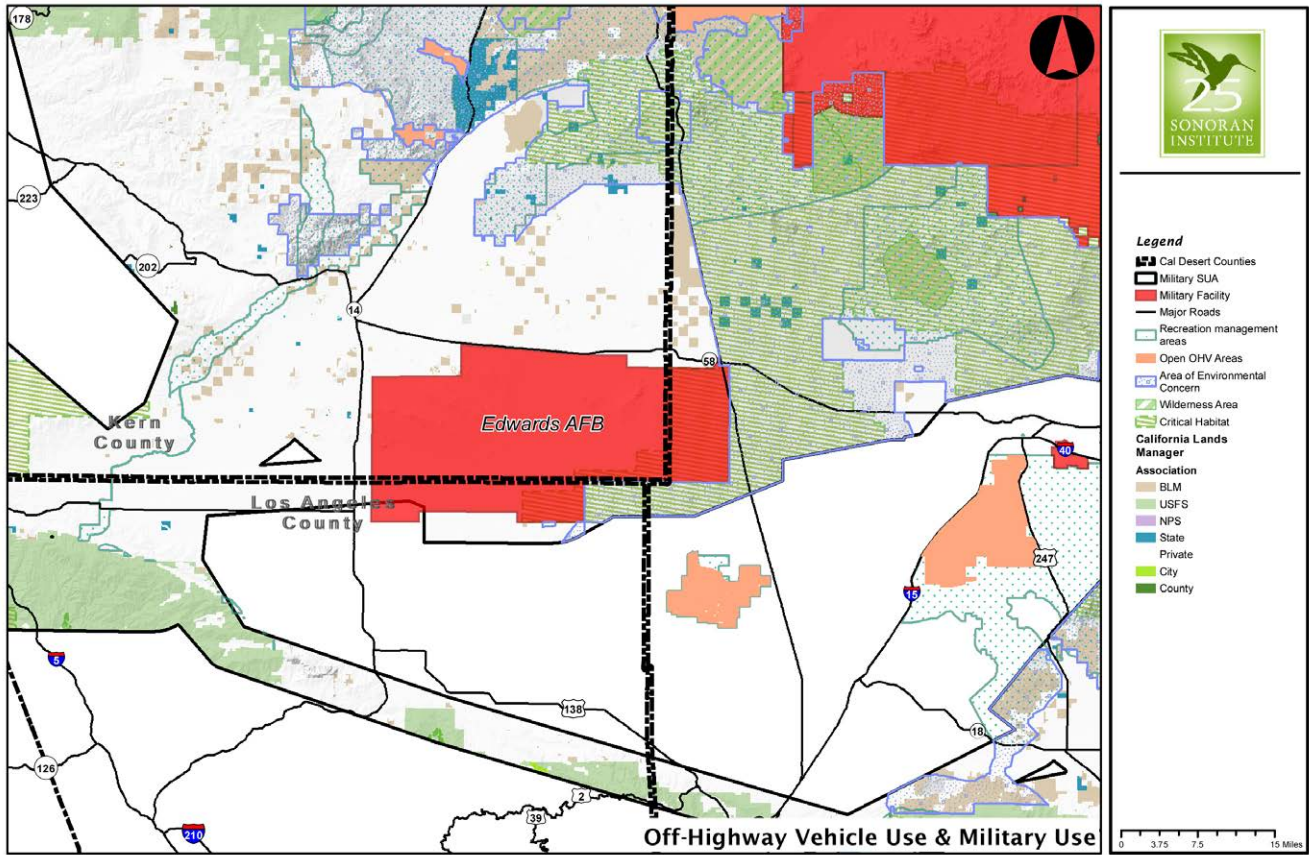 178
223
202
14
58
Edwards AFB
Kern
County
Los Angeles
County
40
247
15
5
138
18
126
2
39
210
Off-Highway Vehicle Use & Military Use
25
SONORAN
INSTITUTE
Legend
Cal Desert Counties
Military SUA
Military Facility
Major Roads
Recreation management
areas
Open OHV Areas
Area of Environmental
Concern
Wilderness Area
Critical Habitat
California Lands
Manager
Association
BLM
USFS
NPS
State
Private
City
County
0 3.75 7.5 15 Miles